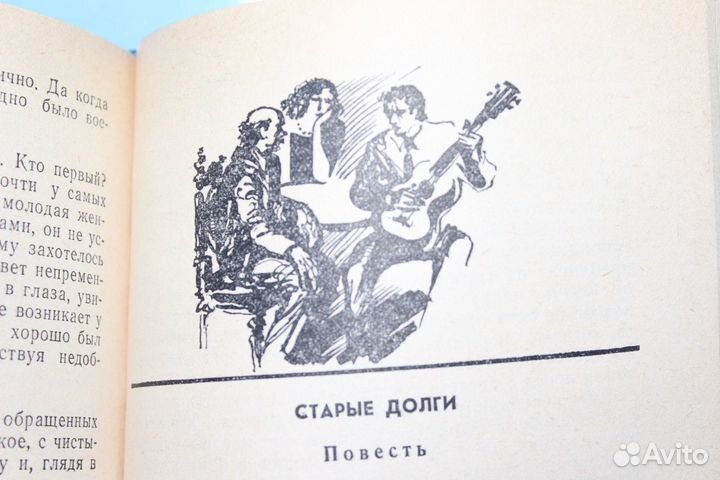 ично. Да когда
дно было вое-
. Кто первый?
очти у самых
молодая жен-
ами, он не ус-
му захотелось
вет непремен-
в глаза, уви-
е возникает у
хорошо был
ствуя недоб-
обращенных
кое, с чисты-
у и, глядя в
СТАРЫЕ ДОЛГИ
Повесть
Avito